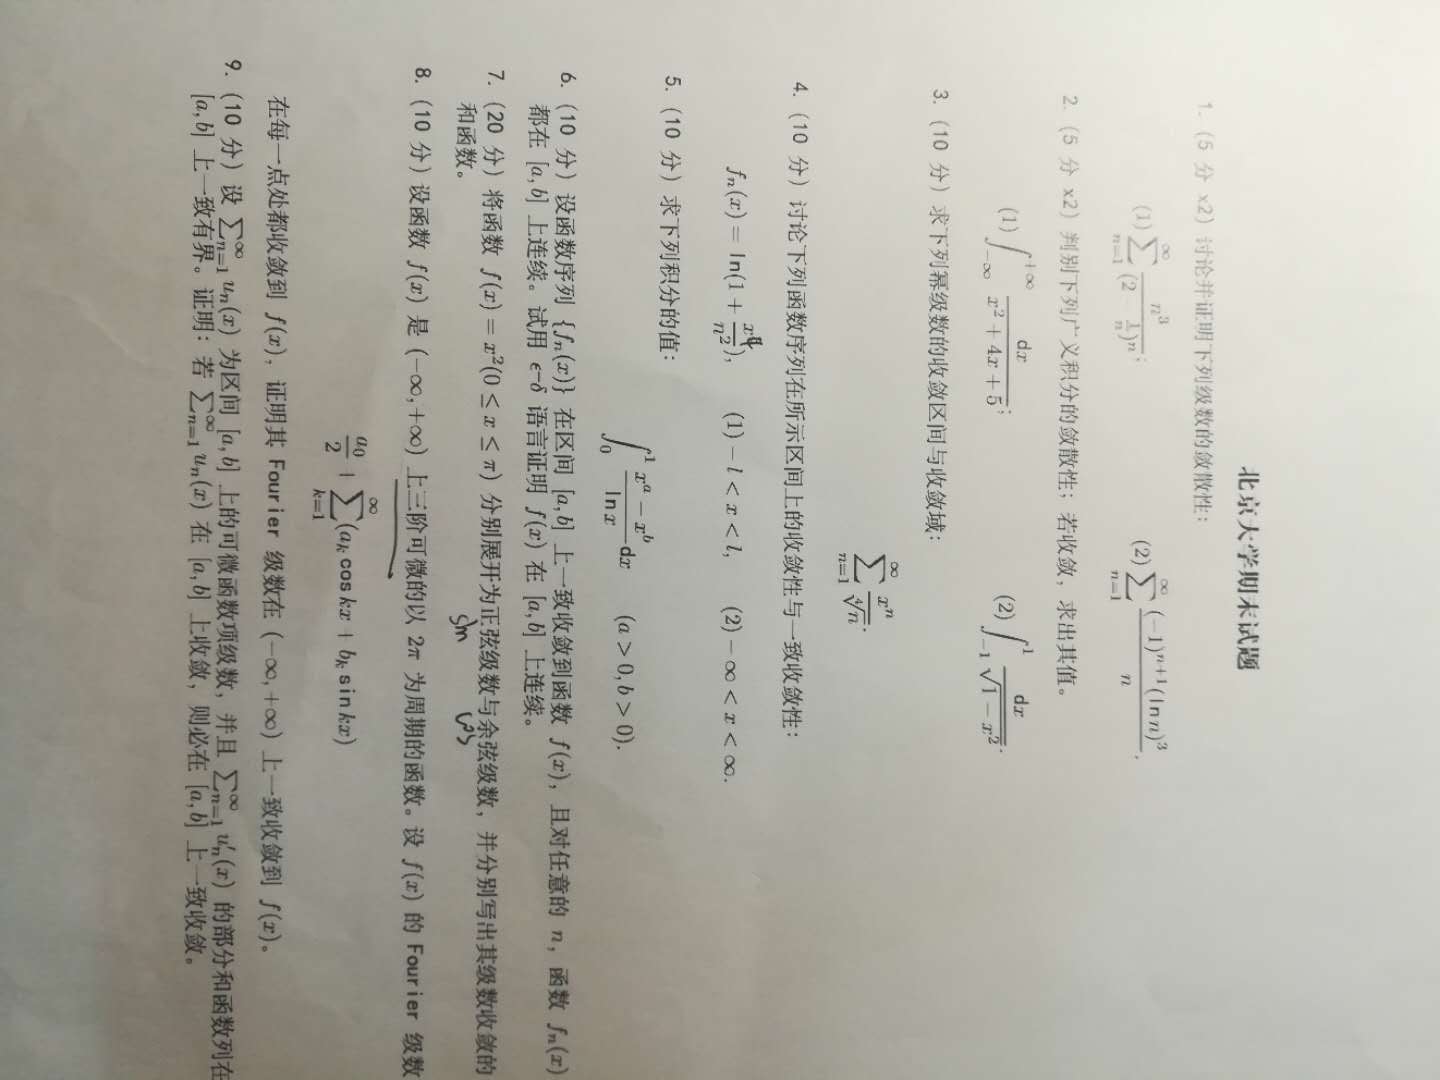 北京大学期末试题
1. (5 分 x2) 讨论并证明下列级数的敛散性:
(1) \sum_{n=1}^{\infty} \frac{n^3}{(2-\frac{1}{n})^n}; (2) \sum_{n=1}^{\infty} \frac{(-1)^{n+1}(\ln n)^3}{n}.
2. (5 分 x2) 判别下列广义积分的敛散性; 若收敛, 求出其值。
(1) \int_{-\infty}^{+\infty} \frac{dx}{x^2+4x+5}; (2) \int_{-1}^{1} \frac{dx}{\sqrt{1-x^2}}.
3. (10 分) 求下列幂级数的收敛区间与收敛域:
\sum_{n=1}^{\infty} \frac{x^n}{\sqrt[4]{n}}.
4. (10 分) 讨论下列函数序列在所示区间上的收敛性与一致收敛性:
f_n(x) = \ln(1+\frac{x}{n^2}), (1) -l < x < l, (2) -\infty < x < \infty.
5. (10 分) 求下列积分的值:
\int_0^1 \frac{x^a-x^b}{\ln x}dx (a > 0, b > 0).
6. (10 分) 设函数序列 {f_n(x)} 在区间 [a,b] 上一致收敛到函数 f(x), 且对任意的 n, 函数 f_n(x)
都在 [a,b] 上连续。试用 ε-δ 语言证明 f(x) 在 [a,b] 上连续。
7. (20 分) 将函数 f(x) = x^2(0 ≤ x ≤ π) 分别展开为正弦级数与余弦级数, 并分别写出其级数收敛的
sin cos
和函数。
8. (10 分) 设函数 f(x) 是 (-∞,+∞) 上三阶可微的以 2π 为周期的函数。设 f(x) 的 Fourier 级数
\frac{a_0}{2} + \sum_{k=1}^{\infty}(a_k \cos kx + b_k \sin kx)
在每一点处都收敛到 f(x), 证明其 Fourier 级数在 (-∞,+∞) 上一致收敛到 f(x)。
9. (10 分) 设 \sum_{n=1}^{\infty} u_n(x) 为区间 [a,b] 上的可微函数项级数, 并且 \sum_{n=1}^{\infty} u_n'(x) 的部分和函数列在
[a,b] 上一致有界。证明: 若 \sum_{n=1}^{\infty} u_n(x) 在 [a,b] 上收敛, 则必在 [a,b] 上一致收敛。